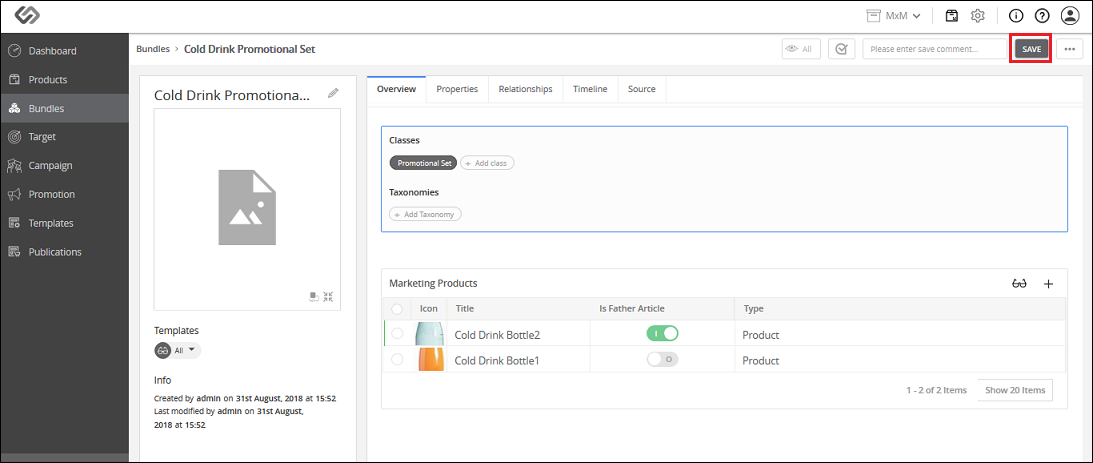 MxM
Dashboard
Products
Bundles
Target
Campaign
Promotion
Templates
Publications
Bundles > Cold Drink Promotional Set
All
Please enter save comment...
SAVE
Cold Drink Promotiona...
Templates
All
Info
Created by admin on 31st August, 2018 at 15:52
Last modified by admin on 31st August,
2018 at 15:52
Overview Properties Relationships Timeline Source
Classes
Promotional Set + Add class
Taxonomies
+ Add Taxonomy
Marketing Products
Icon Title Is Father Article Type
Cold Drink Bottle2 Product
Cold Drink Bottle1 Product
1 - 2 of 2 Items Show 20 Items